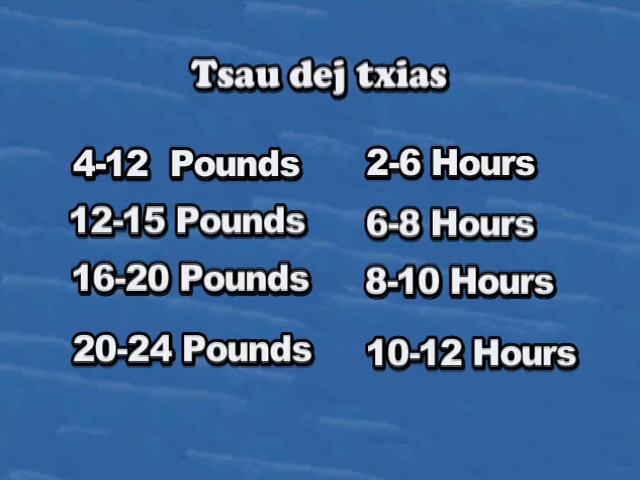 Tsau dej txias
4-12 Pounds 2-6 Hours
12-15 Pounds 6-8 Hours
16-20 Pounds 8-10 Hours
20-24 Pounds 10-12 Hours